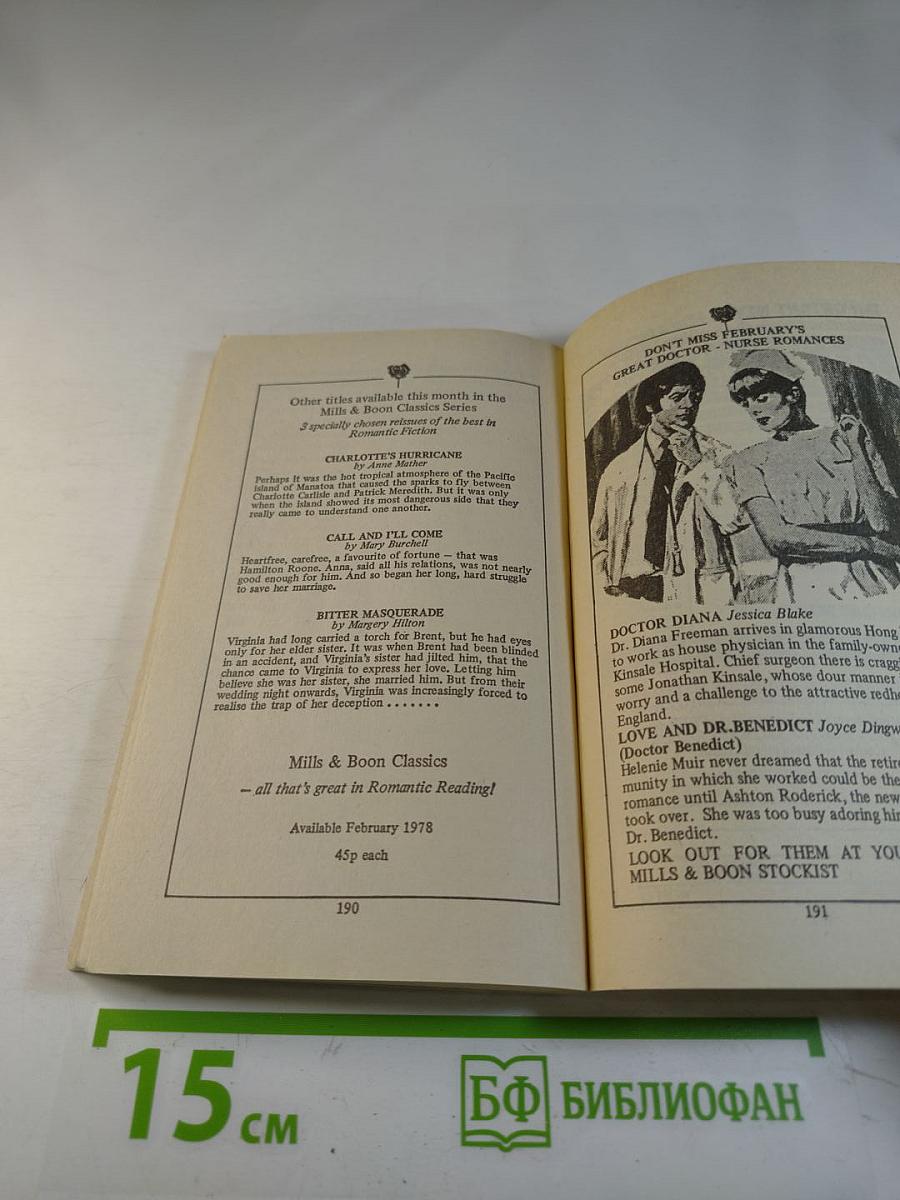 Other titles available this month in the
Mills & Boon Classics Series
3 specially chosen reissues of the best in
Romantic Fiction
CHARLOTTE'S HURRICANE
by Anne Mather
Perhaps it was the hot tropical atmosphere of the Pacific
island of Manatoa that caused the sparks to fly between
Charlotte Carlisle and Patrick Meredith. But it was only
when the island showed its most dangerous side that they
really came to understand one another.
CALL AND I'LL COME
by Mary Burchell
Heartfree, carefree, a favourite of fortune — that was
Hamilton Roone. Anna, said all his relations, was not nearly
good enough for him. And so began her long, hard struggle
to save her marriage.
BITTER MASQUERADE
by Margery Hilton
Virginia had long carried a torch for Brent, but he had eyes
only for her elder sister. It was when Brent had been blinded
in an accident, and Virginia's sister had jilted him, that the
chance came to Virginia to express her love. Letting him
believe she was her sister, she married him. But from their
wedding night onwards, Virginia was increasingly forced to
realise the trap of her deception . . . . . . .
Mills & Boon Classics
— all that's great in Romantic Reading!
Available February 1978
45p each
190
DON'T MISS FEBRUARY'S
GREAT DOCTOR - NURSE ROMANCES
DOCTOR DIANA Jessica Blake
Dr. Diana Freeman arrives in glamorous Hong
to work as house physician in the family-own
Kinsale Hospital. Chief surgeon there is cragg
some Jonathan Kinsale, whose dour manner
worry and a challenge to the attractive redhe
England.
LOVE AND DR.BENEDICT Joyce Dingw
(Doctor Benedict)
Helenie Muir never dreamed that the retir
munity in which she worked could be the
romance until Ashton Roderick, the new
took over. She was too busy adoring hi
Dr. Benedict.
LOOK OUT FOR THEM AT YOU
MILLS & BOON STOCKIST
191
15 см
БФ БИБЛИОФАН